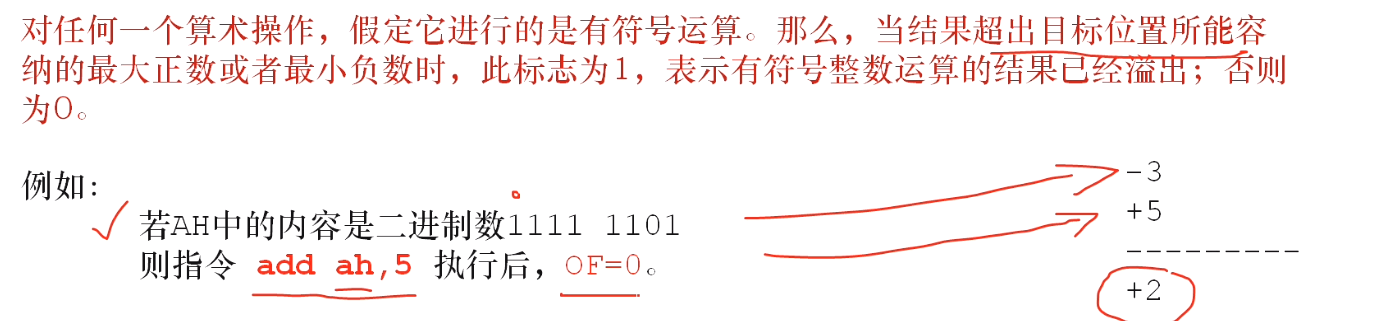 对任何一个算术操作，假定它进行的是有符号运算。那么，当结果超出目标位置所能容
纳的最大正数或者最小负数时，此标志为1，表示有符号整数运算的结果已经溢出；否则
为0。
例如:
若AH中的内容是二进制数1111 1101
则指令 add ah,5 执行后，OF=0。
-3
+5
---------
+2